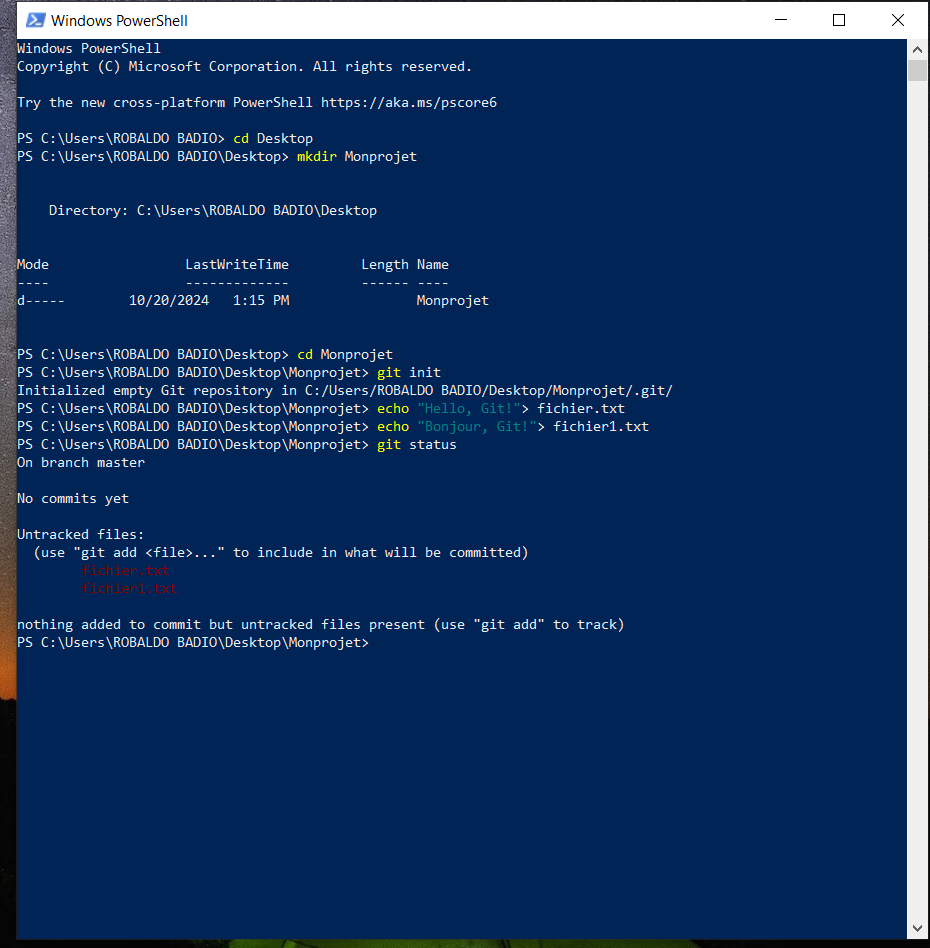 Windows PowerShell
Windows PowerShell
Copyright (C) Microsoft Corporation. All rights reserved.
Try the new cross-platform PowerShell https://aka.ms/pscore6
PS C:\Users\ROBALDO BADIO> cd Desktop
PS C:\Users\ROBALDO BADIO\Desktop> mkdir Monprojet
    Directory: C:\Users\ROBALDO BADIO\Desktop
Mode                 LastWriteTime         Length Name
----                 -------------         ------ ----
d-----        10/20/2024   1:15 PM                Monprojet
PS C:\Users\ROBALDO BADIO\Desktop> cd Monprojet
PS C:\Users\ROBALDO BADIO\Desktop\Monprojet> git init
Initialized empty Git repository in C:/Users/ROBALDO BADIO/Desktop/Monprojet/.git/
PS C:\Users\ROBALDO BADIO\Desktop\Monprojet> echo "Hello, Git!"> fichier.txt
PS C:\Users\ROBALDO BADIO\Desktop\Monprojet> echo "Bonjour, Git!"> fichier1.txt
PS C:\Users\ROBALDO BADIO\Desktop\Monprojet> git status
On branch master
No commits yet
Untracked files:
  (use "git add <file>..." to include in what will be committed)
        fichier.txt
        fichier1.txt
nothing added to commit but untracked files present (use "git add" to track)
PS C:\Users\ROBALDO BADIO\Desktop\Monprojet>